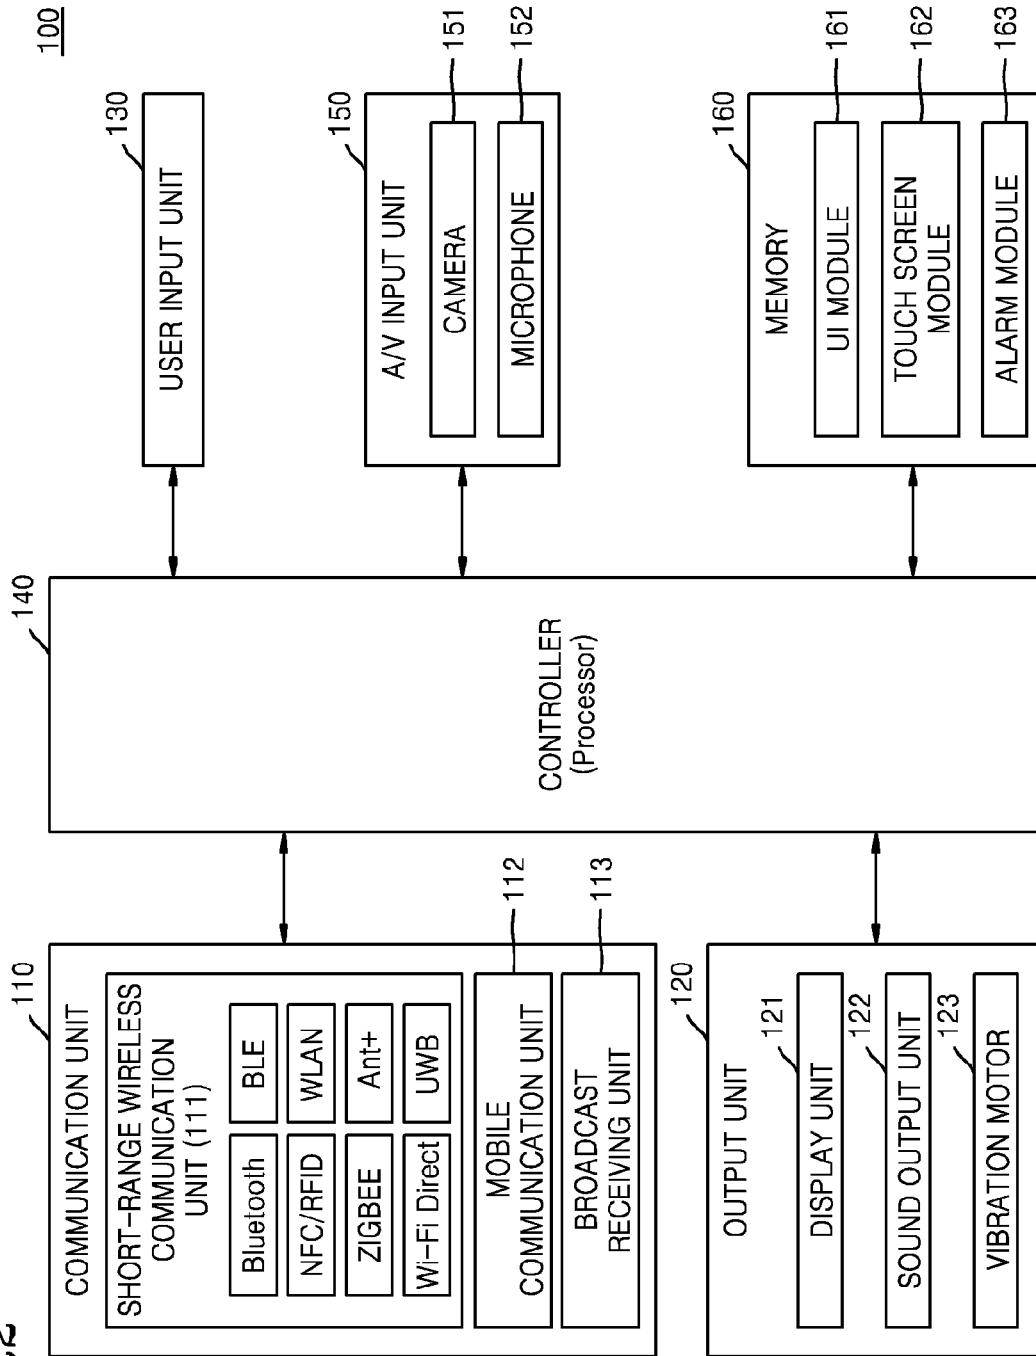 100
110
COMMUNICATION UNIT
SHORT-RANGE WIRELESS
COMMUNICATION
UNIT (111)
Bluetooth
BLE
NFC/RFID
WLAN
ZIGBEE
Ant+
Wi-Fi Direct
UWB
MOBILE
COMMUNICATION UNIT
112
BROADCAST
RECEIVING UNIT
113
120
OUTPUT UNIT
DISPLAY UNIT
121
SOUND OUTPUT UNIT
122
VIBRATION MOTOR
123
140
CONTROLLER
(Processor)
130
USER INPUT UNIT
150
A/V INPUT UNIT
CAMERA
151
MICROPHONE
152
160
MEMORY
UI MODULE
161
TOUCH SCREEN
MODULE
162
ALARM MODULE
163